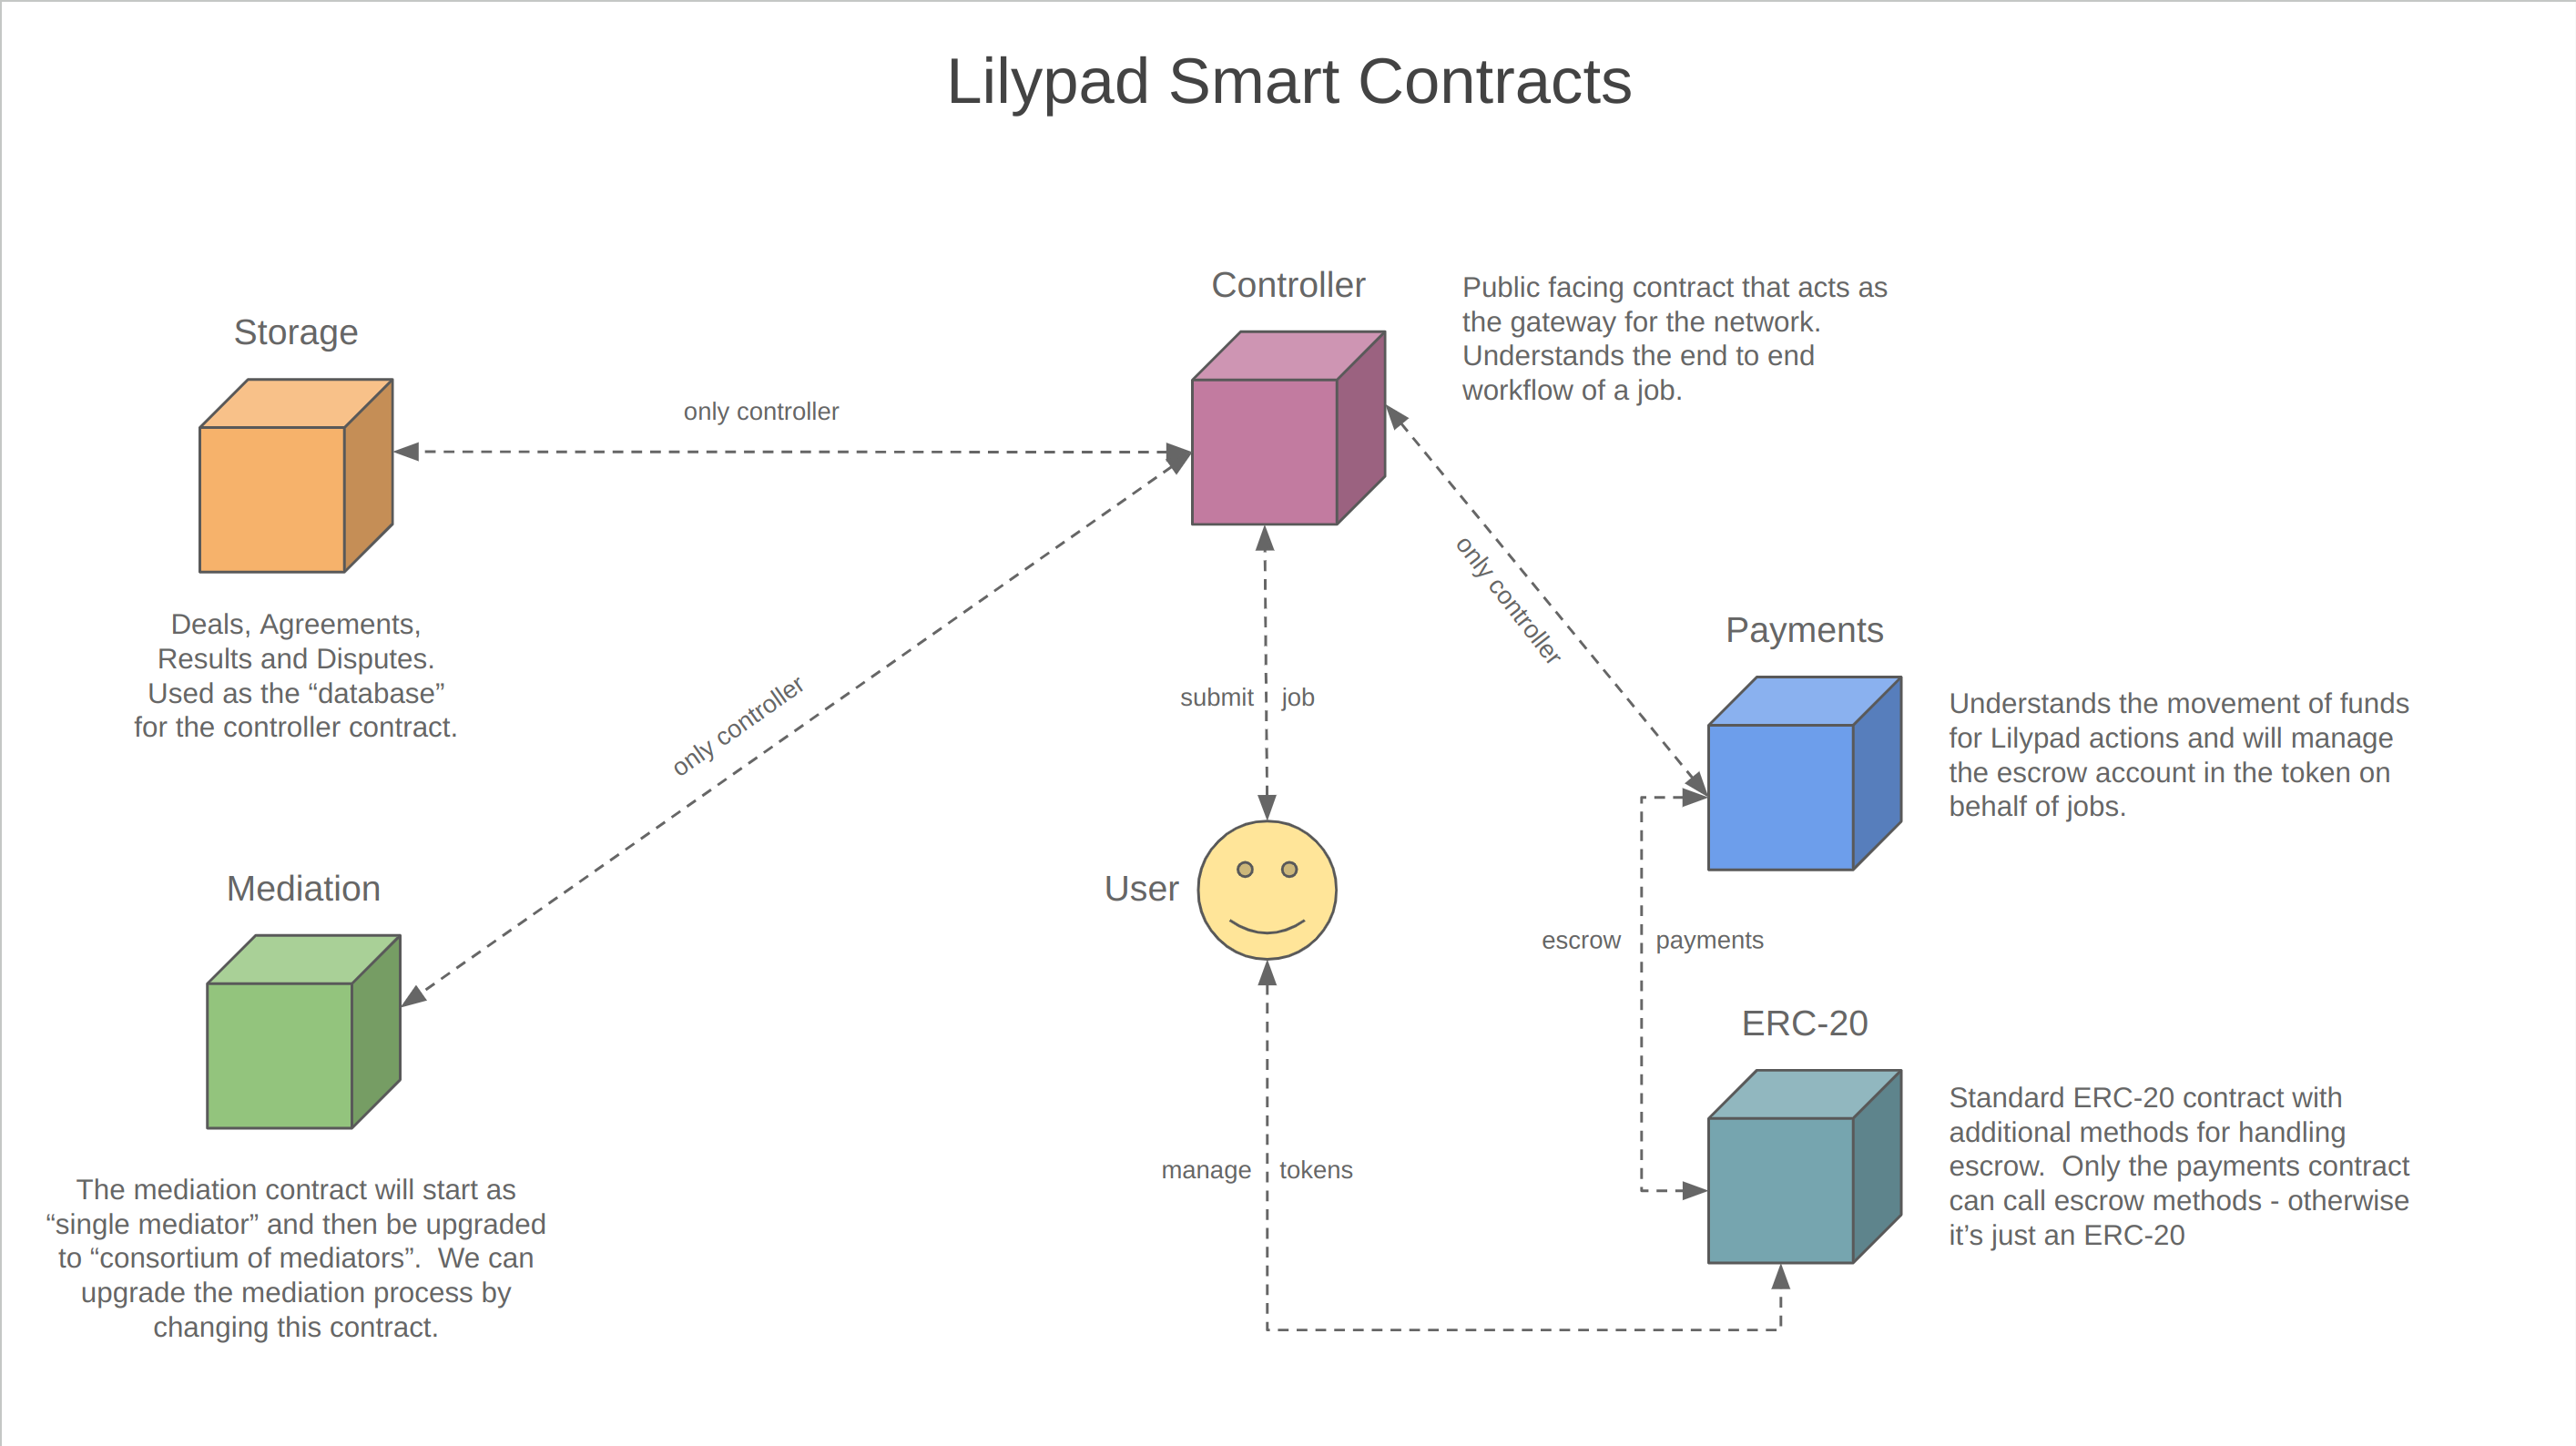 Lilypad Smart Contracts
Controller
Public facing contract that acts as
the gateway for the network.
Understands the end to end
workflow of a job.
Storage
only controller
Deals, Agreements,
Results and Disputes.
Used as the “database”
for the controller contract.
only controller
only controller
submit job
Payments
Understands the movement of funds
for Lilypad actions and will manage
the escrow account in the token on
behalf of jobs.
Mediation
User
escrow payments
ERC-20
Standard ERC-20 contract with
additional methods for handling
escrow.  Only the payments contract
can call escrow methods - otherwise
it’s just an ERC-20
manage tokens
The mediation contract will start as
“single mediator” and then be upgraded
to “consortium of mediators”.  We can
upgrade the mediation process by
changing this contract.